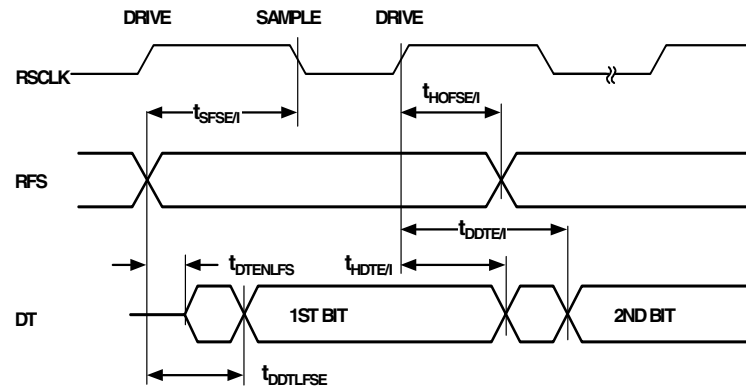 DRIVE SAMPLE DRIVE
RSCLK
tHOFSE/I
tSFSE/I
RFS
tDDTE/I
tDTENLFS tHDTE/I
DT 1ST BIT 2ND BIT
tDDTLFSE